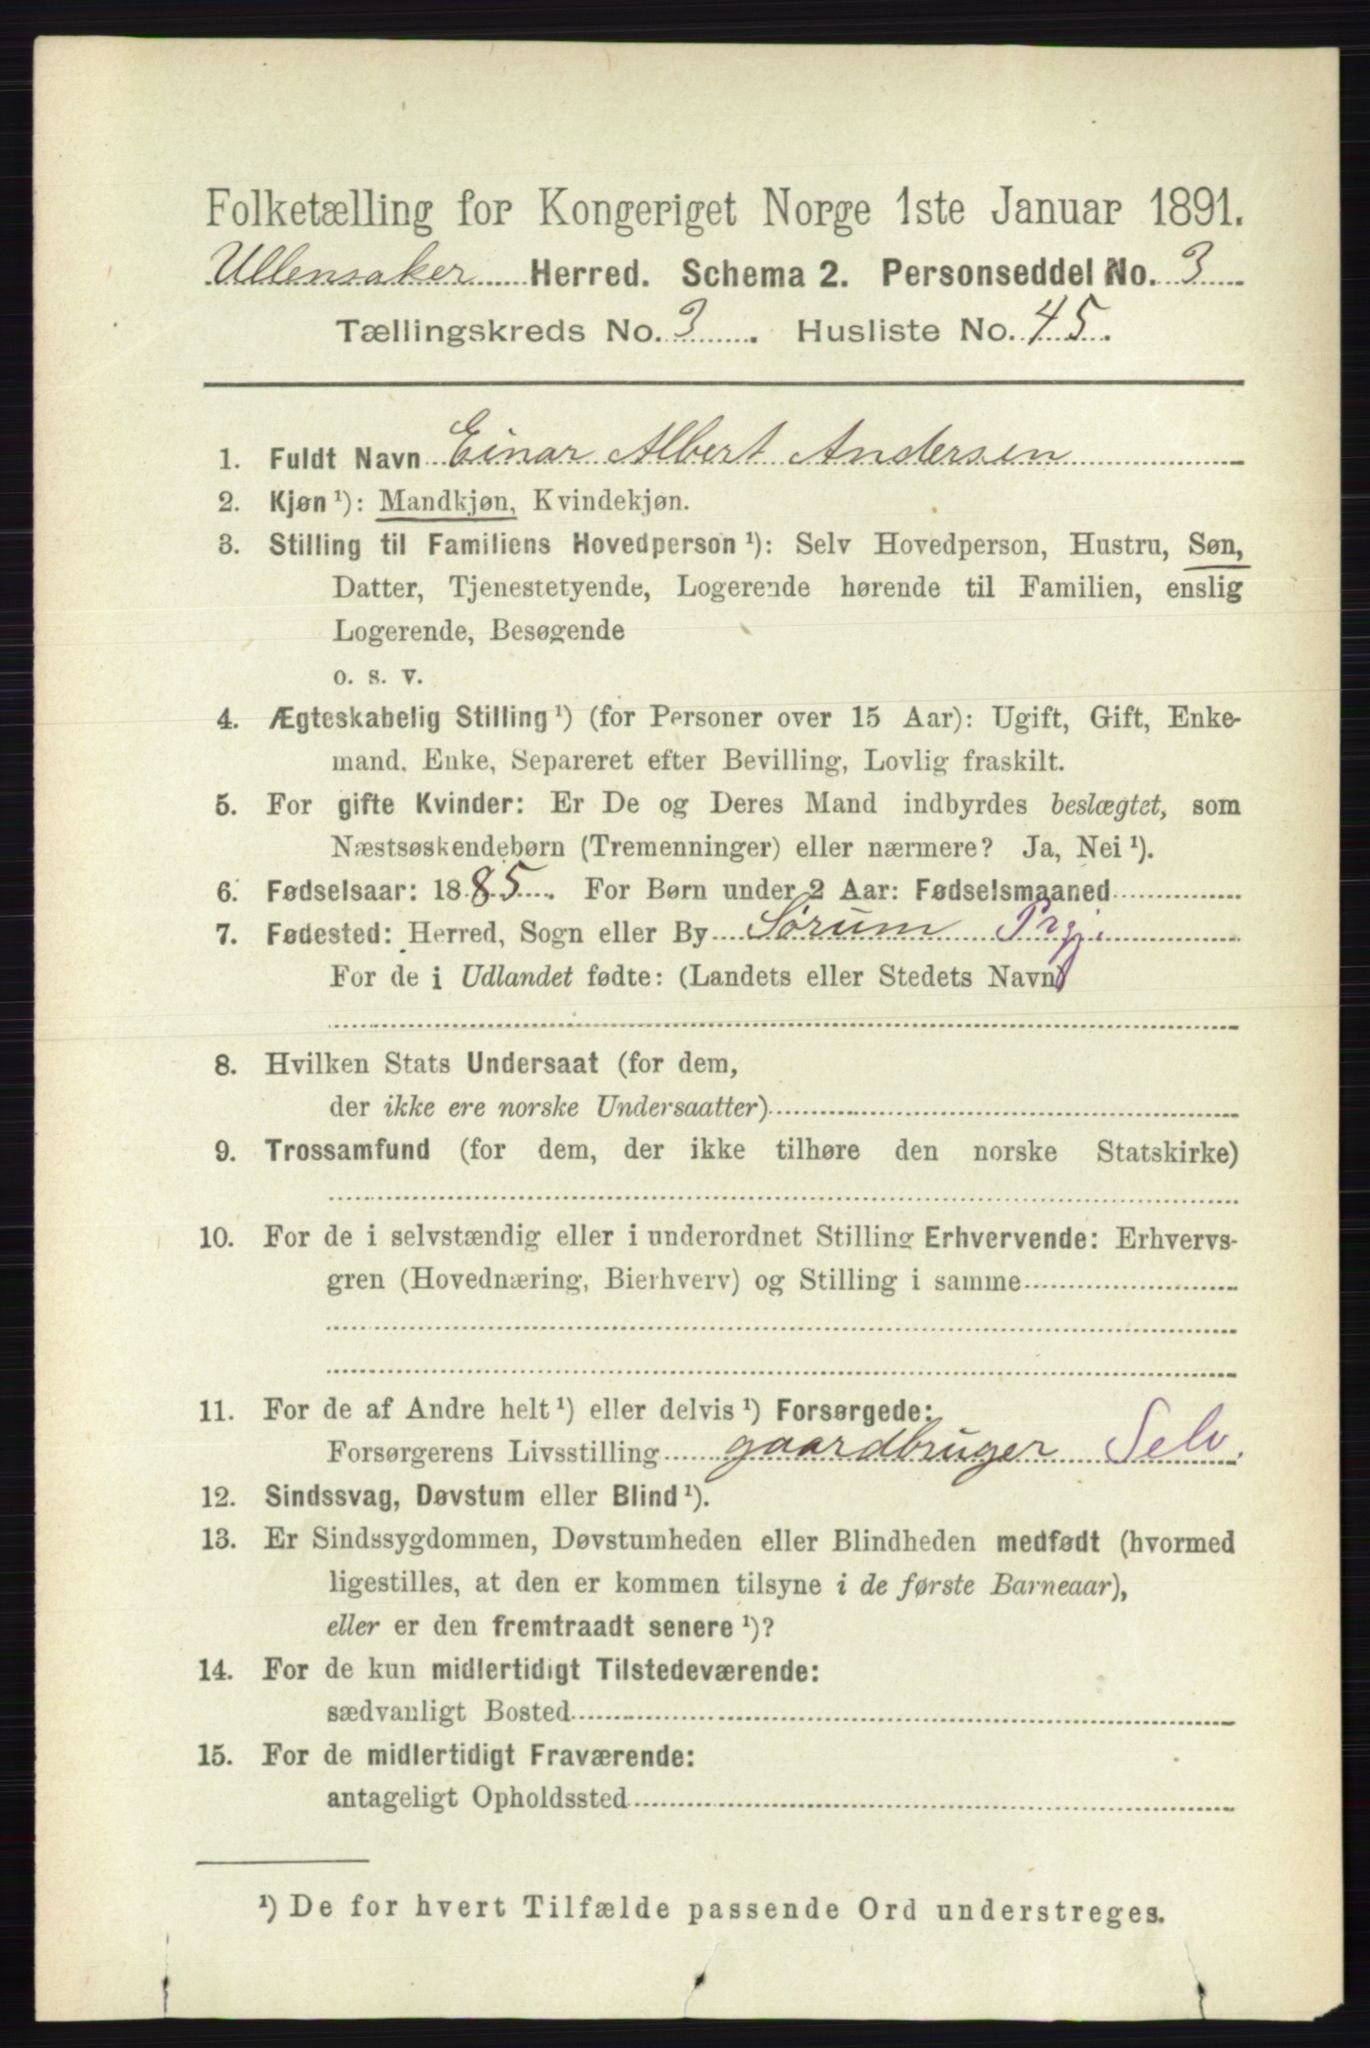 Folketælling for Kongeriget Norge 1ste Januar 1891.
Ullensaker Herred. Schema 2. Personseddel No. 3
Tællingskreds No. 3. Husliste No. 45.
1. Fuldt Navn Einar Albert Andersen
2. Kjøn ¹): Mandkjøn, Kvindekjøn.
3. Stilling til Familiens Hovedperson ¹): Selv Hovedperson, Hustru, Søn,
Datter, Tjenestetyende, Logerende hørende til Familien, enslig
Logerende, Besøgende
o. s. v.
4. Ægteskabelig Stilling ¹) (for Personer over 15 Aar): Ugift, Gift, Enke-
mand, Enke, Separeret efter Bevilling, Lovlig fraskilt.
5. For gifte Kvinder: Er De og Deres Mand indbyrdes beslægtet, som
Næstsøskendebørn (Tremenninger) eller nærmere? Ja, Nei ¹).
6. Fødselsaar: 1885. For Børn under 2 Aar: Fødselsmaaned
7. Fødested: Herred, Sogn eller By Sørum Prgj.
For de i Udlandet fødte: (Landets eller Stedets Navn)
8. Hvilken Stats Undersaat (for dem,
der ikke ere norske Undersaatter)
9. Trossamfund (for dem, der ikke tilhøre den norske Statskirke)
10. For de i selvstændig eller i underordnet Stilling Erhvervende: Erhvervs-
gren (Hovednæring, Bierhverv) og Stilling i samme
11. For de af Andre helt ¹) eller delvis ¹) Forsørgede:
Forsørgerens Livsstilling gaardbruger Selv.
12. Sindssvag, Døvstum eller Blind ¹).
13. Er Sindssygdommen, Døvstumheden eller Blindheden medfødt (hvormed
ligestilles, at den er kommen tilsyne i de første Barneaar),
eller er den fremtraadt senere ¹)?
14. For de kun midlertidigt Tilstedeværende:
sædvanligt Bosted
15. For de midlertidigt Fraværende:
antageligt Opholdssted
¹) De for hvert Tilfælde passende Ord understreges.